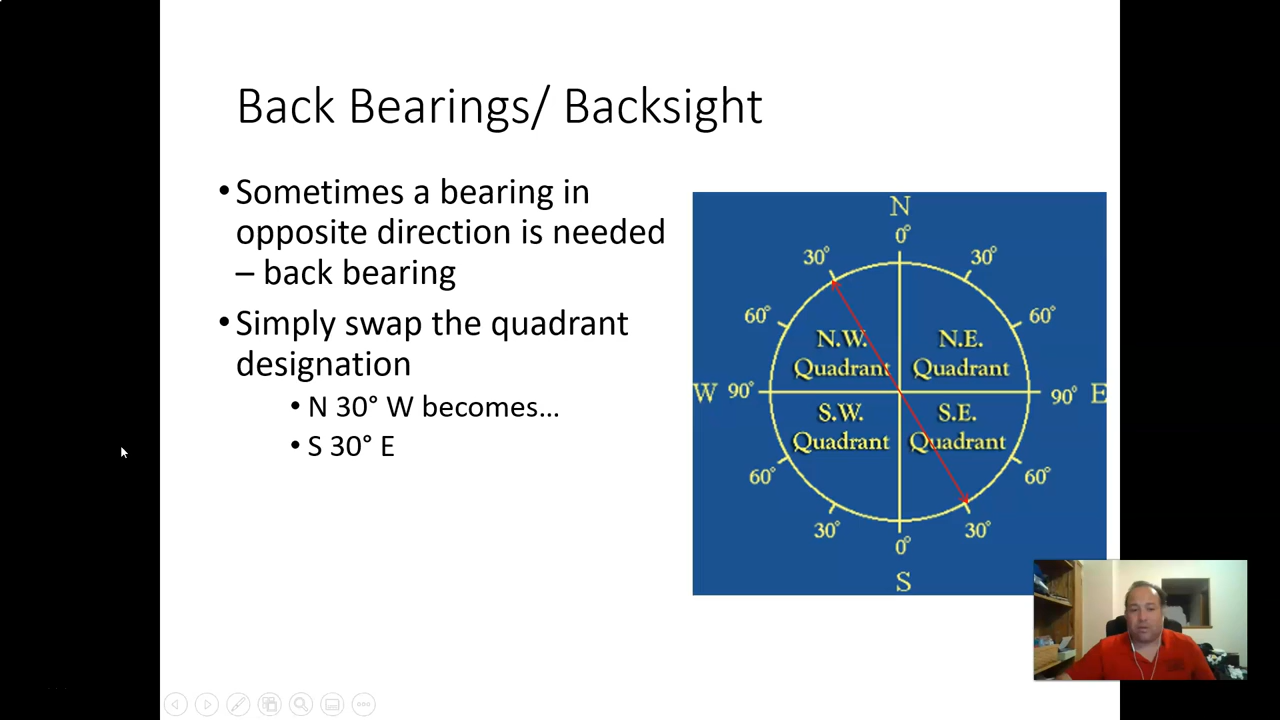 Back Bearings/ Backsight
•Sometimes a bearing in
opposite direction is needed
– back bearing
•Simply swap the quadrant
designation
• N 30° W becomes...
• S 30° E
N
0°
30° 30°
60° 60°
N.W. N.E.
Quadrant Quadrant
W 90° 90° E
S.W. S.E.
Quadrant Quadrant
60° 60°
30° 30°
0°
S